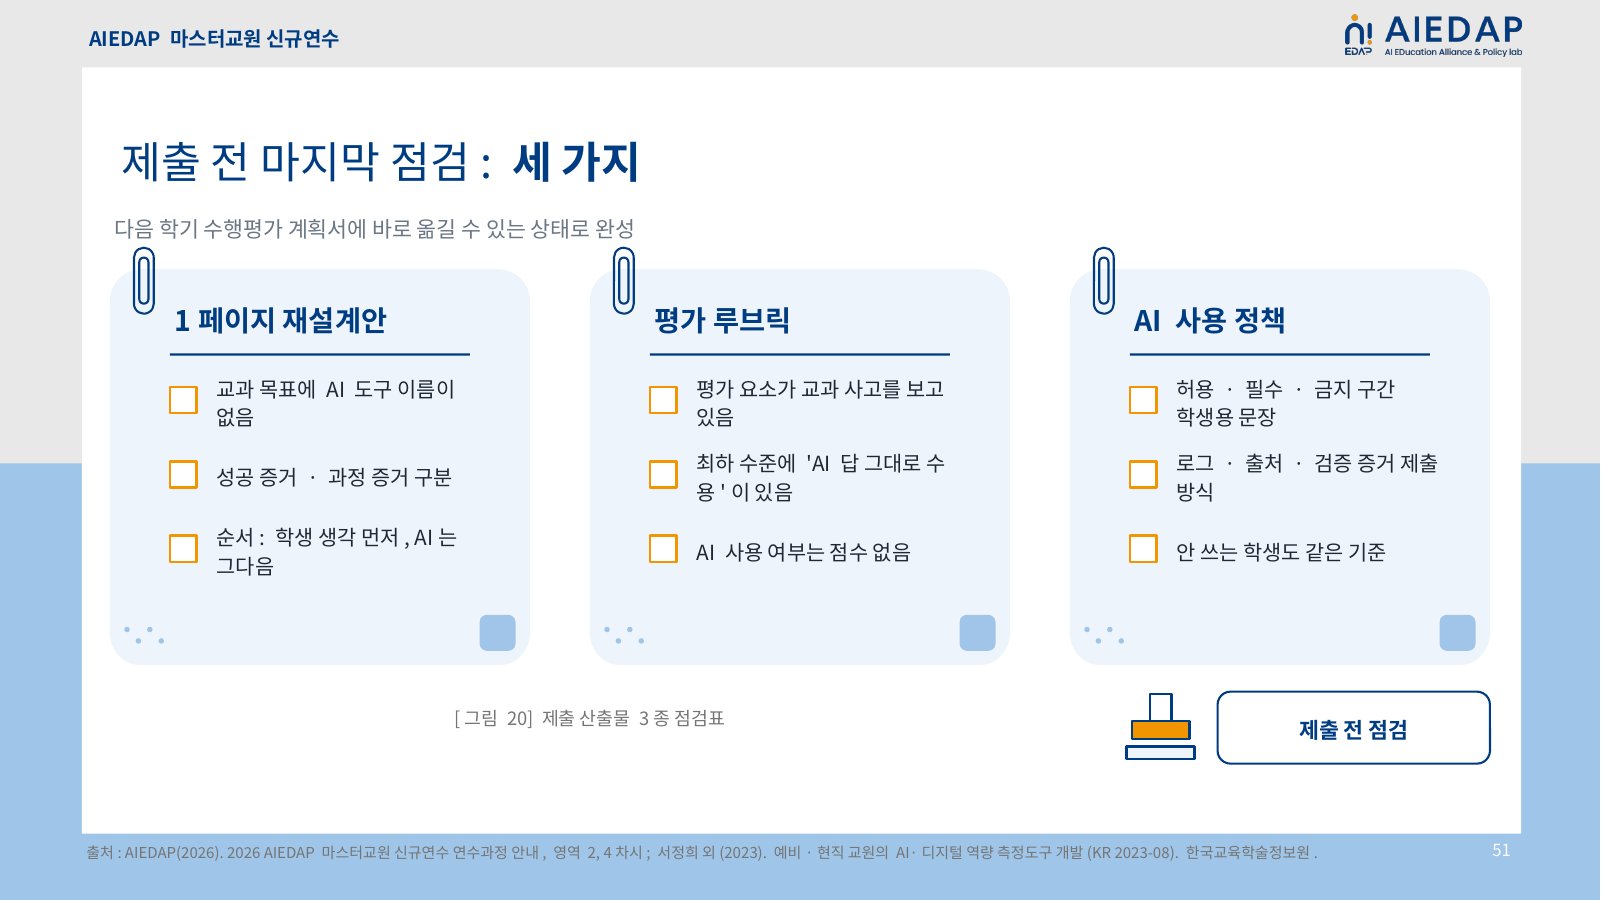 AIEDAP 마스터교원 신규연수
AIEDAP
EDAP
AI EDucation Alliance & Policy lab
제출 전 마지막 점검 : 세 가지
다음 학기 수행평가 계획서에 바로 옮길 수 있는 상태로 완성
1 페이지 재설계안
교과 목표에 AI 도구 이름이
없음
성공 증거 · 과정 증거 구분
순서 : 학생 생각 먼저 , AI 는
그다음
평가 루브릭
평가 요소가 교과 사고를 보고
있음
최하 수준에 'AI 답 그대로 수
용 ' 이 있음
AI 사용 여부는 점수 없음
AI 사용 정책
허용 · 필수 · 금지 구간
학생용 문장
로그 · 출처 · 검증 증거 제출
방식
안 쓰는 학생도 같은 기준
[ 그림 20] 제출 산출물 3 종 점검표
제출 전 점검
출처 : AIEDAP(2026). 2026 AIEDAP 마스터교원 신규연수 연수과정 안내 , 영역 2, 4 차시 ; 서정희 외 (2023). 예비 · 현직 교원의 AI· 디지털 역량 측정도구 개발 (KR 2023-08). 한국교육학술정보원 .
51